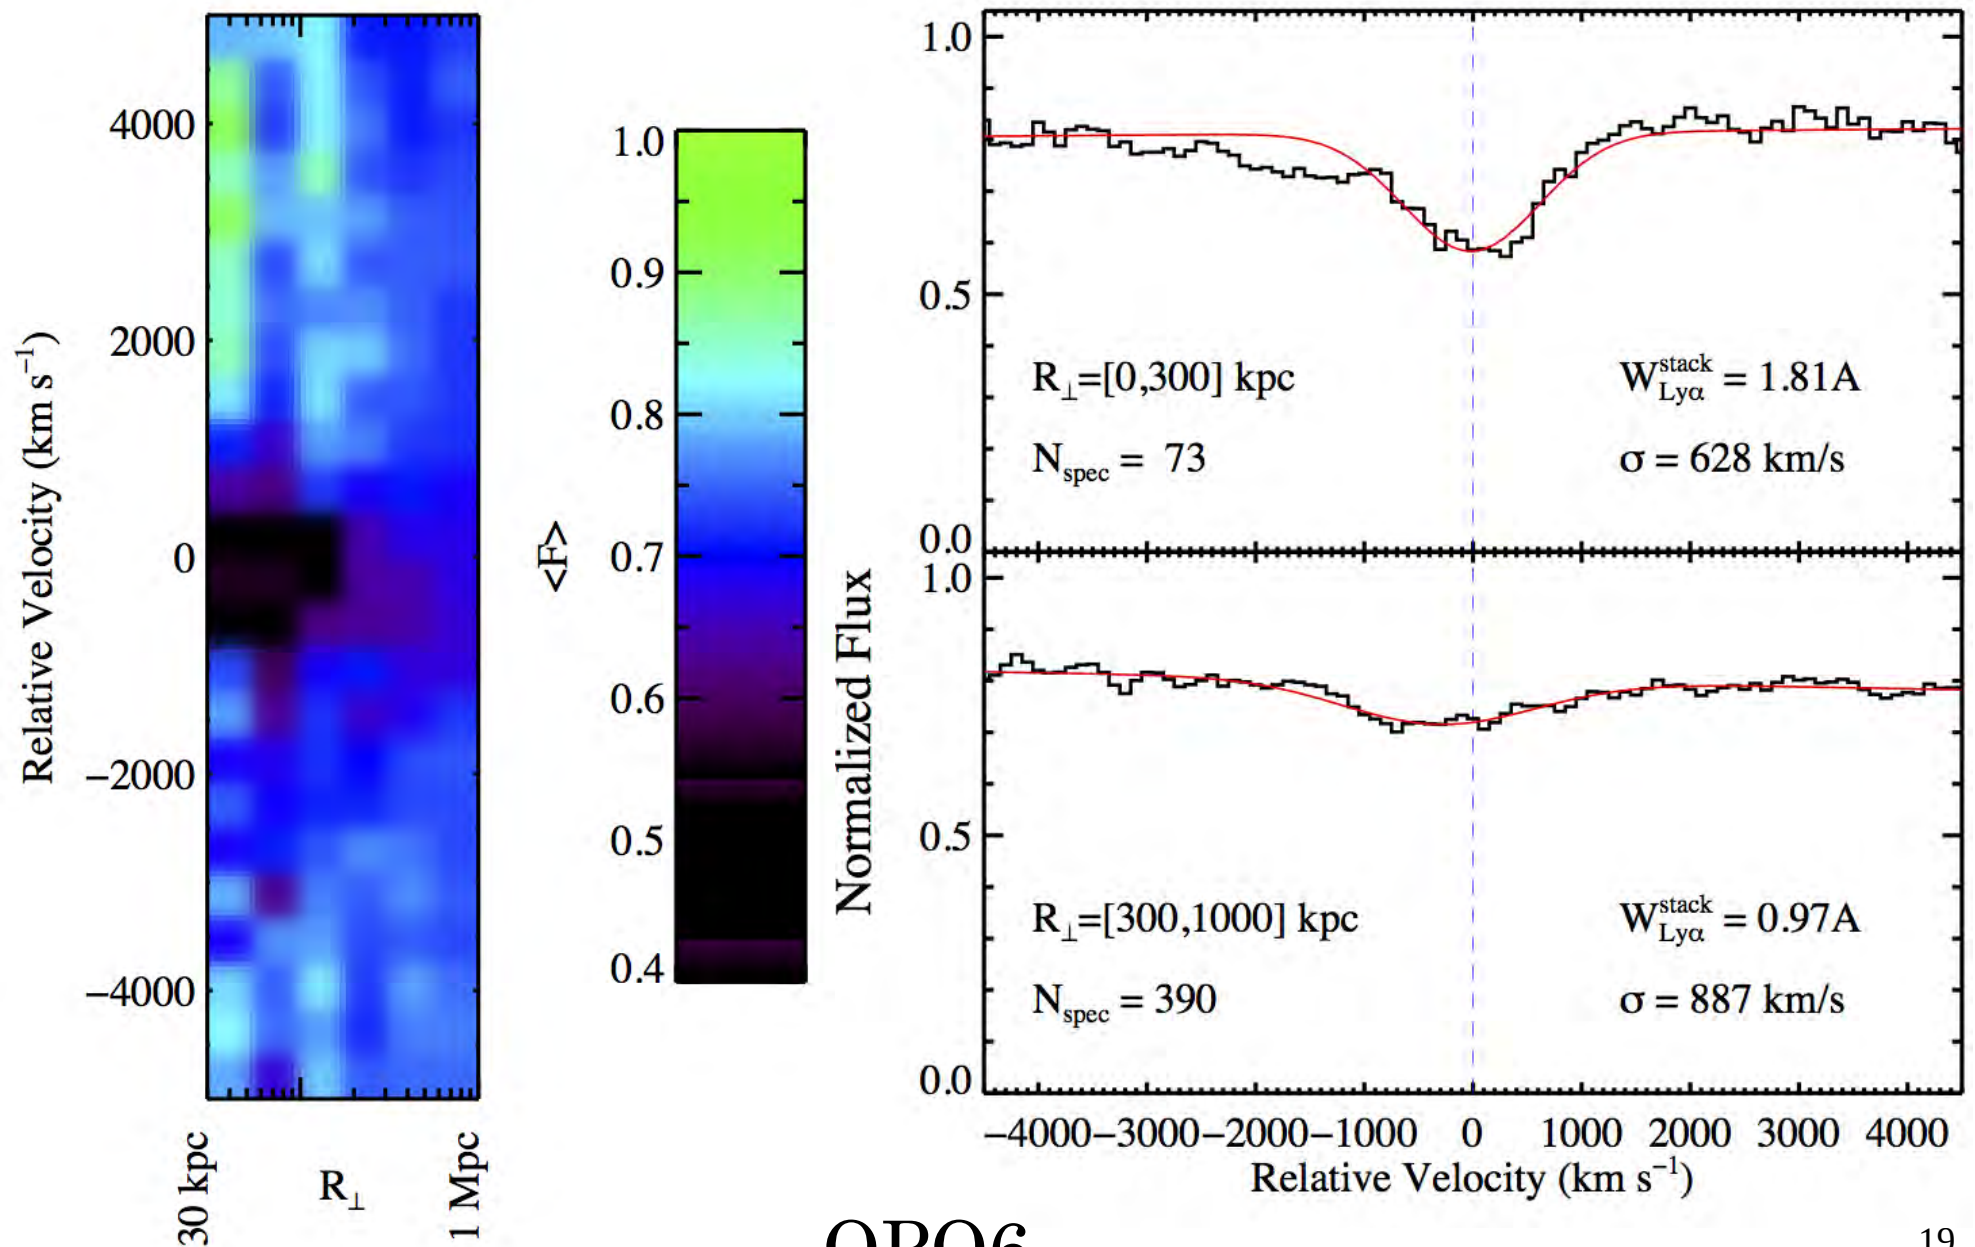 4000
2000
0
−2000
−4000
Relative Velocity (km s⁻¹)
30 kpc
R⊥
1 Mpc
1.0
0.9
0.8
0.7
0.6
0.5
0.4
<F>
Normalized Flux
1.0
0.5
0.0
R⊥=[0,300] kpc
W^stack_Lyα = 1.81A
N_spec = 73
σ = 628 km/s
1.0
0.5
0.0
R⊥=[300,1000] kpc
W^stack_Lyα = 0.97A
N_spec = 390
σ = 887 km/s
−4000 −3000 −2000 −1000 0 1000 2000 3000 4000
Relative Velocity (km s⁻¹)
19